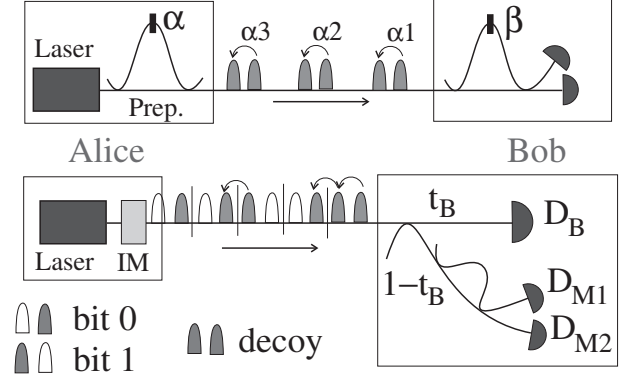 α
β
Laser
α3
α2
α1
Prep.
Alice
Bob
t_B
D_B
Laser
IM
1−t_B
D_M1
D_M2
bit 0
bit 1
decoy